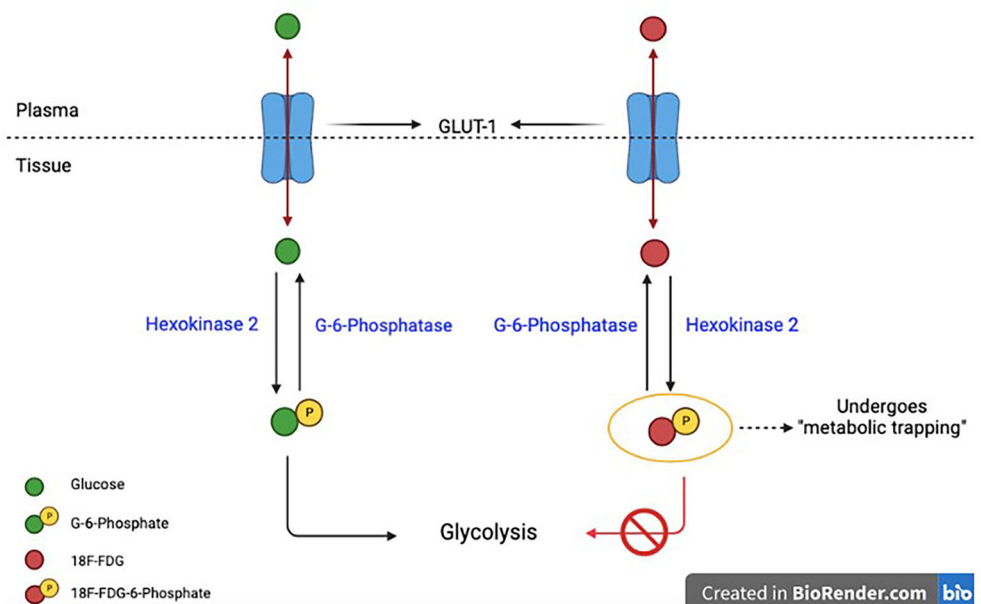 Plasma
GLUT-1
Tissue
Hexokinase 2
G-6-Phosphatase
G-6-Phosphatase
Hexokinase 2
P
P
Undergoes
"metabolic trapping"
Glucose
P
G-6-Phosphate
Glycolysis
18F-FDG
P
18F-FDG-6-Phosphate
Created in BioRender.com bio